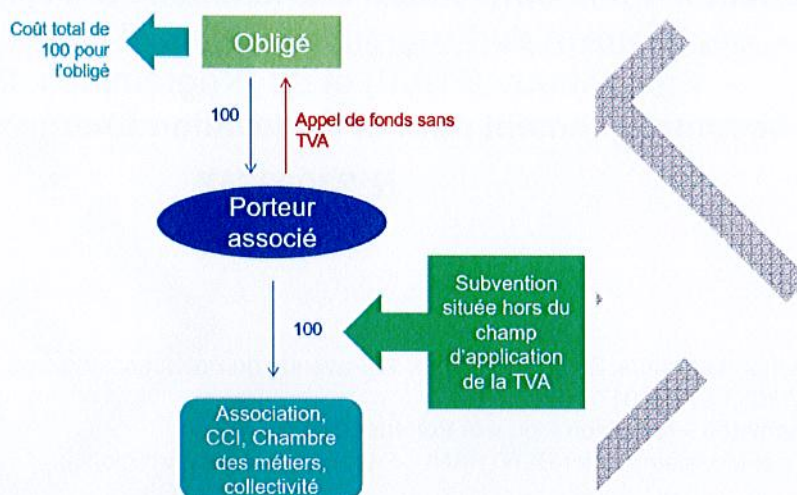 Coût total de
100 pour
l'obligé
Obligé
100
Appel de fonds sans
TVA
Porteur
associé
100
Subvention
située hors du
champ
d'application
de la TVA
Association,
CCI, Chambre
des métiers,
collectivité